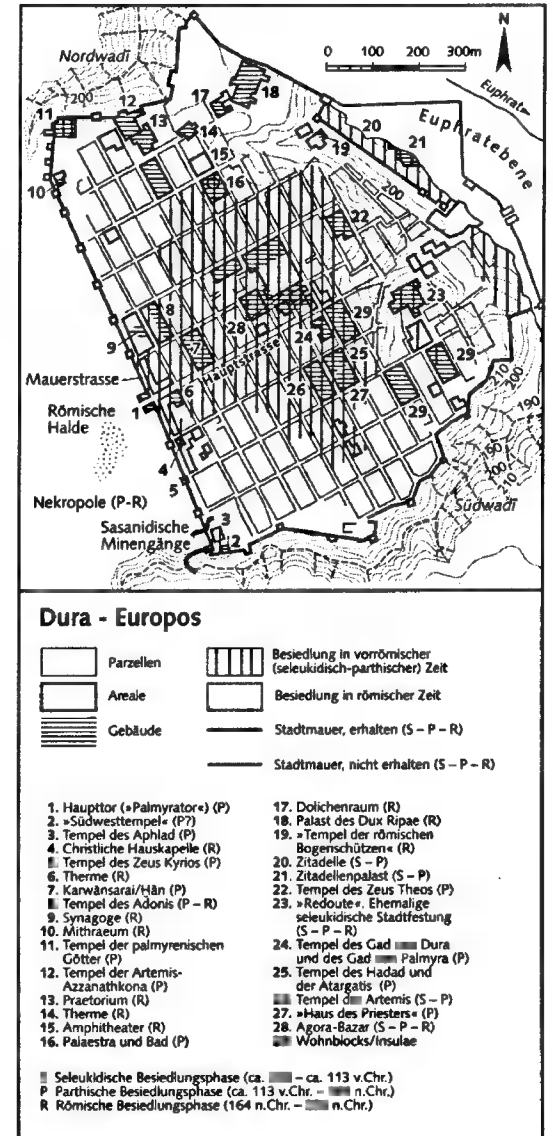 Nordwadi
N
0 100 200 300m
Euphrat
Euphratebene
200
11
12
13
17
18
14
15
16
10
19
20
21
200
22
23
8
9
28
24
29
25
26
27
29
29
Hauptstrasse
Mauerstrasse
1
6
Römische
Halde
4
5
Nekropole (P-R)
Sasanidische
Minengänge
3
2
210
200
190
190
Südwadi
Dura - Europos
Parzellen
Areale
Gebäude
Besiedlung in vorrömischer
(seleukidisch-parthischer) Zeit
Besiedlung in römischer Zeit
Stadtmauer, erhalten (S – P – R)
Stadtmauer, nicht erhalten (S – P – R)
1. Haupttor (»Palmyrator«) (P)
2. »Südwesttempel« (P?)
3. Tempel des Aphlad (P)
4. Christliche Hauskapelle (R)
Tempel des Zeus Kyrios (P)
6. Therme (R)
7. Karwānsarai/Hān (P)
Tempel des Adonis (P – R)
9. Synagoge (R)
10. Mithraeum (R)
11. Tempel der palmyrenischen
Götter (P)
12. Tempel der Artemis-
Azzanathkona (P)
13. Praetorium (R)
14. Therme (R)
15. Amphitheater (R)
16. Palaestra und Bad (P)
17. Dolichenraum (R)
18. Palast des Dux Ripae (R)
19. »Tempel der römischen
Bogenschützen« (R)
20. Zitadelle (S – P)
21. Zitadellenpalast (S – P)
22. Tempel des Zeus Theos (P)
23. »Redoute«. Ehemalige
seleukidische Stadtfestung
(S – P – R)
24. Tempel des Gad Dura
und des Gad Palmyra (P)
25. Tempel des Hadad und
der Atargatis (P)
Tempel Artemis (S – P)
27. »Haus des Priesters« (P)
28. Agora-Bazar (S – P – R)
Wohnblocks/Insulae
Seleukidische Besiedlungsphase (ca. – ca. 113 v.Chr.)
P Parthische Besiedlungsphase (ca. 113 v.Chr. – n.Chr.)
R Römische Besiedlungsphase (164 n.Chr. – n.Chr.)